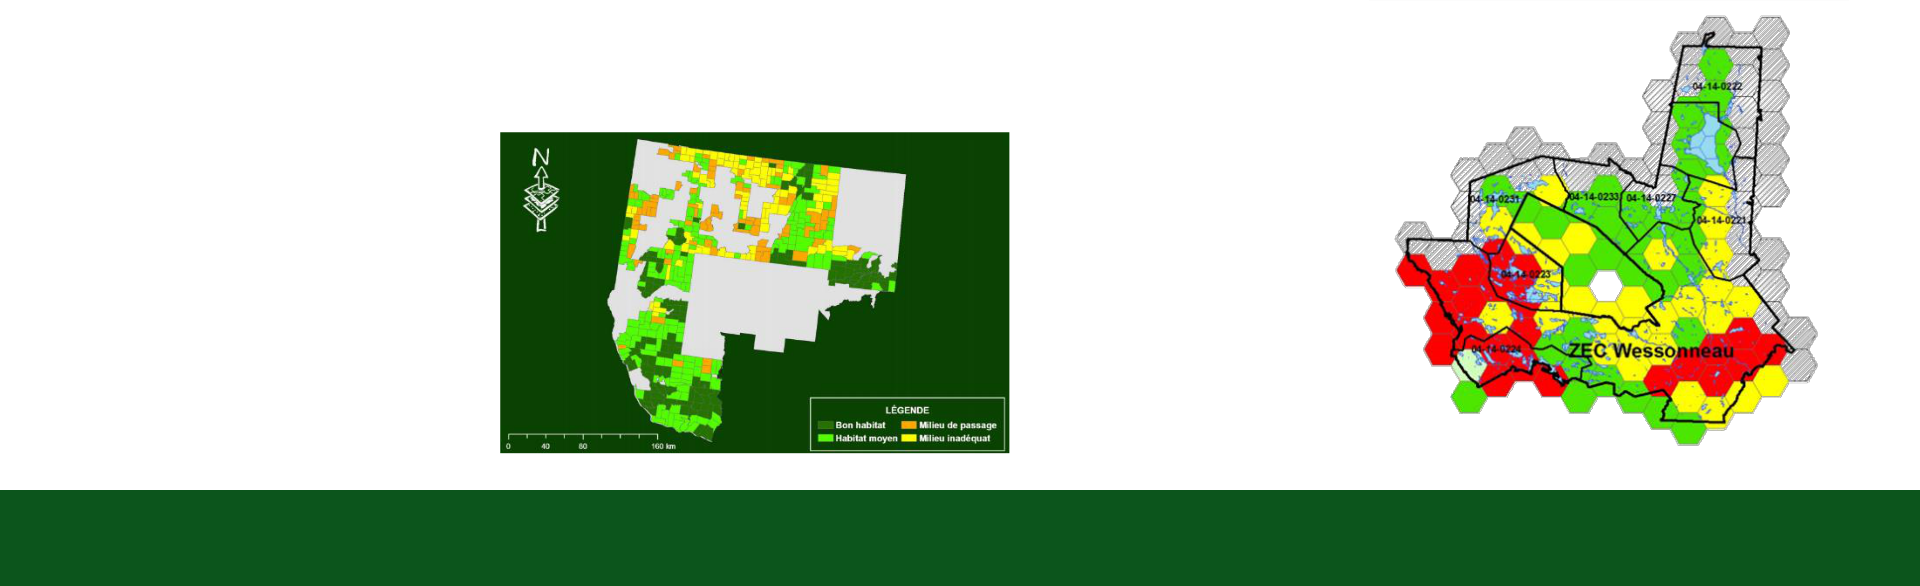 N
LÉGENDE
Bon habitat
Milieu de passage
Habitat moyen
Milieu inadéquat
0 40 80 160 km
04-14-0222
04-14-0231
04-14-0233
04-14-0227
04-14-0221
04-14-0223
04-14-0224
ZEC Wessonneau